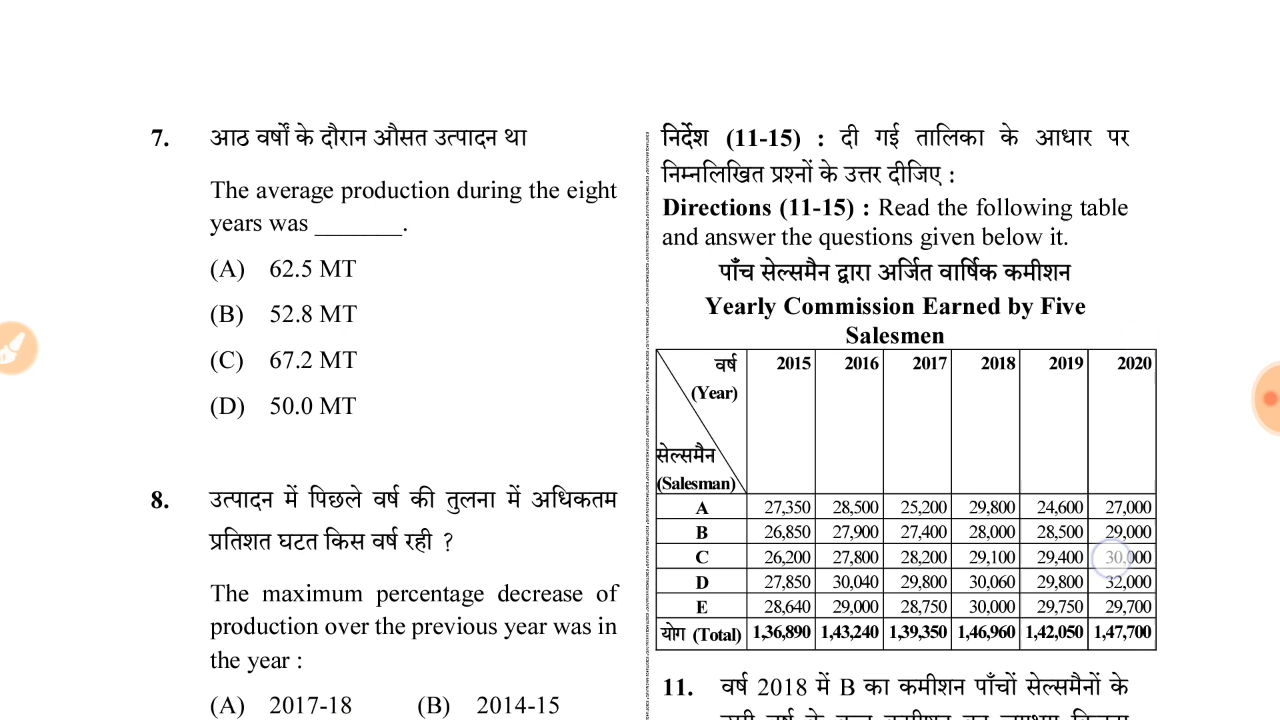 7. आठ वर्षों के दौरान औसत उत्पादन था
The average production during the eight
years was _______.
(A) 62.5 MT
(B) 52.8 MT
(C) 67.2 MT
(D) 50.0 MT
8. उत्पादन में पिछले वर्ष की तुलना में अधिकतम
प्रतिशत घटत किस वर्ष रही ?
The maximum percentage decrease of
production over the previous year was in
the year :
(A) 2017-18 (B) 2014-15
निर्देश (11-15) : दी गई तालिका के आधार पर
निम्नलिखित प्रश्नों के उत्तर दीजिए :
Directions (11-15) : Read the following table
and answer the questions given below it.
पाँच सेल्समैन द्वारा अर्जित वार्षिक कमीशन
Yearly Commission Earned by Five
Salesmen
वर्ष 2015 2016 2017 2018 2019 2020
(Year)
सेल्समैन
(Salesman)
A 27,350 28,500 25,200 29,800 24,600 27,000
B 26,850 27,900 27,400 28,000 28,500 29,000
C 26,200 27,800 28,200 29,100 29,400 30,000
D 27,850 30,040 29,800 30,060 29,800 32,000
E 28,640 29,000 28,750 30,000 29,750 29,700
योग (Total) 1,36,890 1,43,240 1,39,350 1,46,960 1,42,050 1,47,700
11. वर्ष 2018 में B का कमीशन पाँचों सेल्समैनों के